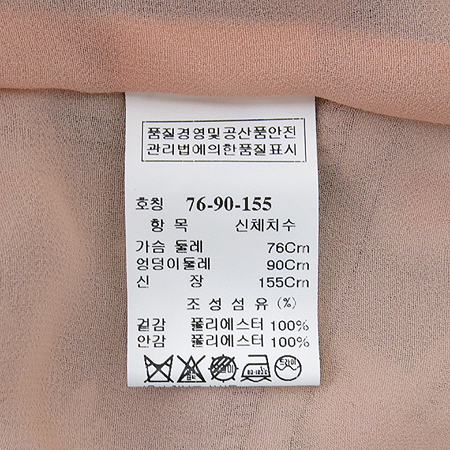 품질경영및공산품안전
관리법에의한품질표시
호칭 76-90-155
항 목 신체치수
가슴 둘레 76Cm
엉덩이둘레 90Cm
신 장 155Cm
조성섬유(%)
겉감 폴리에스터 100%
안감 폴리에스터 100%
드라이